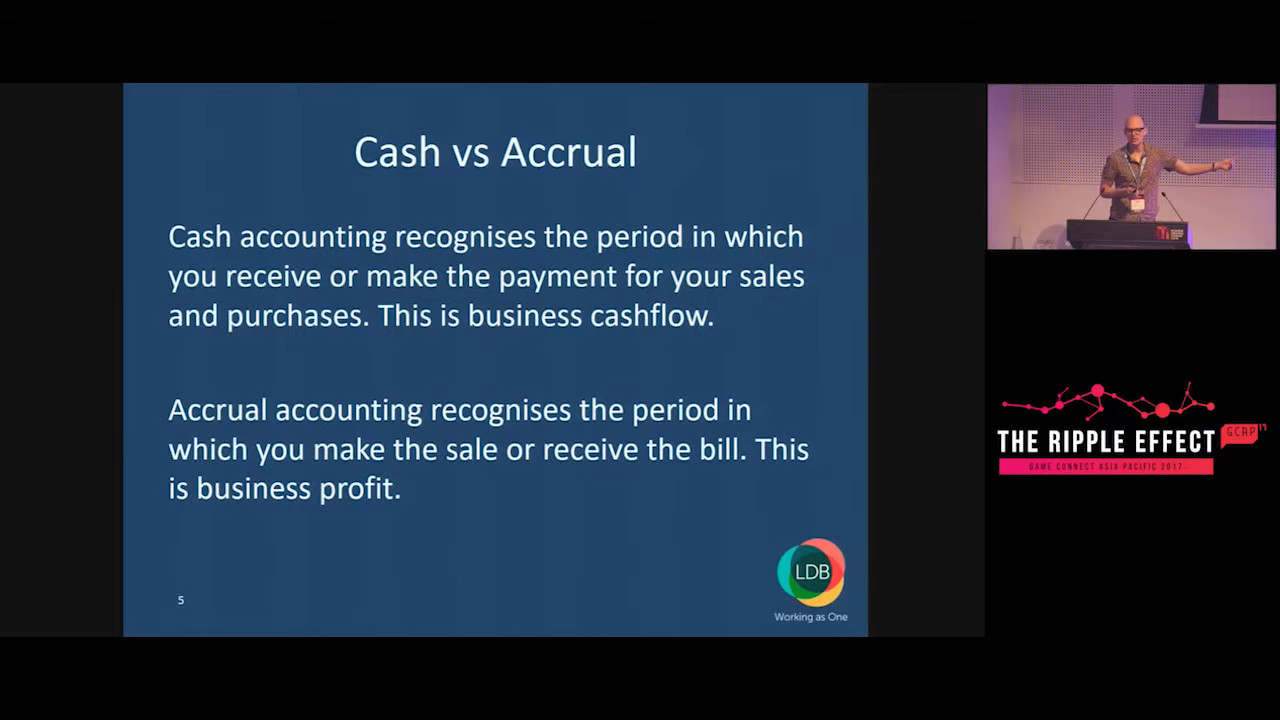 Cash vs Accrual
Cash accounting recognises the period in which
you receive or make the payment for your sales
and purchases. This is business cashflow.
Accrual accounting recognises the period in
which you make the sale or receive the bill. This
is business profit.
5
LDB
Working as One
THE RIPPLE EFFECT
GCAP17
GAME CONNECT ASIA PACIFIC 2017